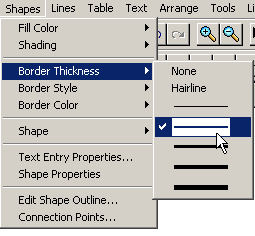 Shapes Lines Table Text Arrange Tools
Fill Color
Shading
Border Thickness
Border Style
Border Color
Shape
Text Entry Properties...
Shape Properties
Edit Shape Outline...
Connection Points...
None
Hairline